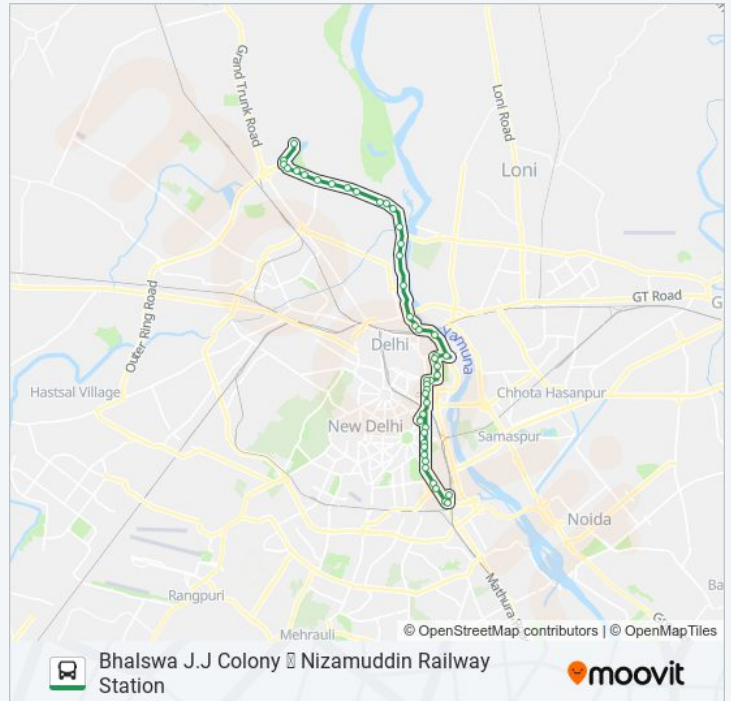 Grand Trunk Road
Loni Road
Loni
GT Road
Outer Ring Road
Delhi
Yamuna
Hastsal Village
Chhota Hasanpur
New Delhi
Samaspur
Noida
Rangpuri
Mathura
Mehrauli
© OpenStreetMap contributors | © OpenMapTiles
Bhalswa J.J Colony Nizamuddin Railway
Station
moovit